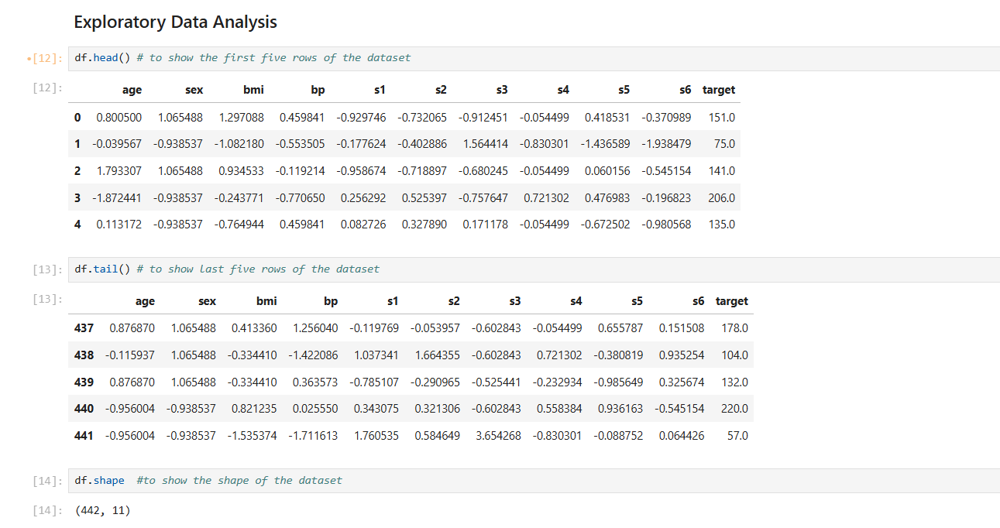 Exploratory Data Analysis
•[12]: df.head() # to show the first five rows of the dataset
[12]: age sex bmi bp s1 s2 s3 s4 s5 s6 target
0 0.800500 1.065488 1.297088 0.459841 -0.929746 -0.732065 -0.912451 -0.054499 0.418531 -0.370989 151.0
1 -0.039567 -0.938537 -1.082180 -0.553505 -0.177624 -0.402886 1.564414 -0.830301 -1.436589 -1.938479 75.0
2 1.793307 1.065488 0.934533 -0.119214 -0.958674 -0.718897 -0.680245 -0.054499 0.060156 -0.545154 141.0
3 -1.872441 -0.938537 -0.243771 -0.770650 0.256292 0.525397 -0.757647 0.721302 0.476983 -0.196823 206.0
4 0.113172 -0.938537 -0.764944 0.459841 0.082726 0.327890 0.171178 -0.054499 -0.672502 -0.980568 135.0
[13]: df.tail() # to show last five rows of the dataset
[13]: age sex bmi bp s1 s2 s3 s4 s5 s6 target
437 0.876870 1.065488 0.413360 1.256040 -0.119769 -0.053957 -0.602843 -0.054499 0.655787 0.151508 178.0
438 -0.115937 1.065488 -0.334410 -1.422086 1.037341 1.664355 -0.602843 0.721302 -0.380819 0.935254 104.0
439 0.876870 1.065488 -0.334410 0.363573 -0.785107 -0.290965 -0.525441 -0.232934 -0.985649 0.325674 132.0
440 -0.956004 -0.938537 0.821235 0.025550 0.343075 0.321306 -0.602843 0.558384 0.936163 -0.545154 220.0
441 -0.956004 -0.938537 -1.535374 -1.711613 1.760535 0.584649 3.654268 -0.830301 -0.088752 0.064426 57.0
[14]: df.shape #to show the shape of the dataset
[14]: (442, 11)